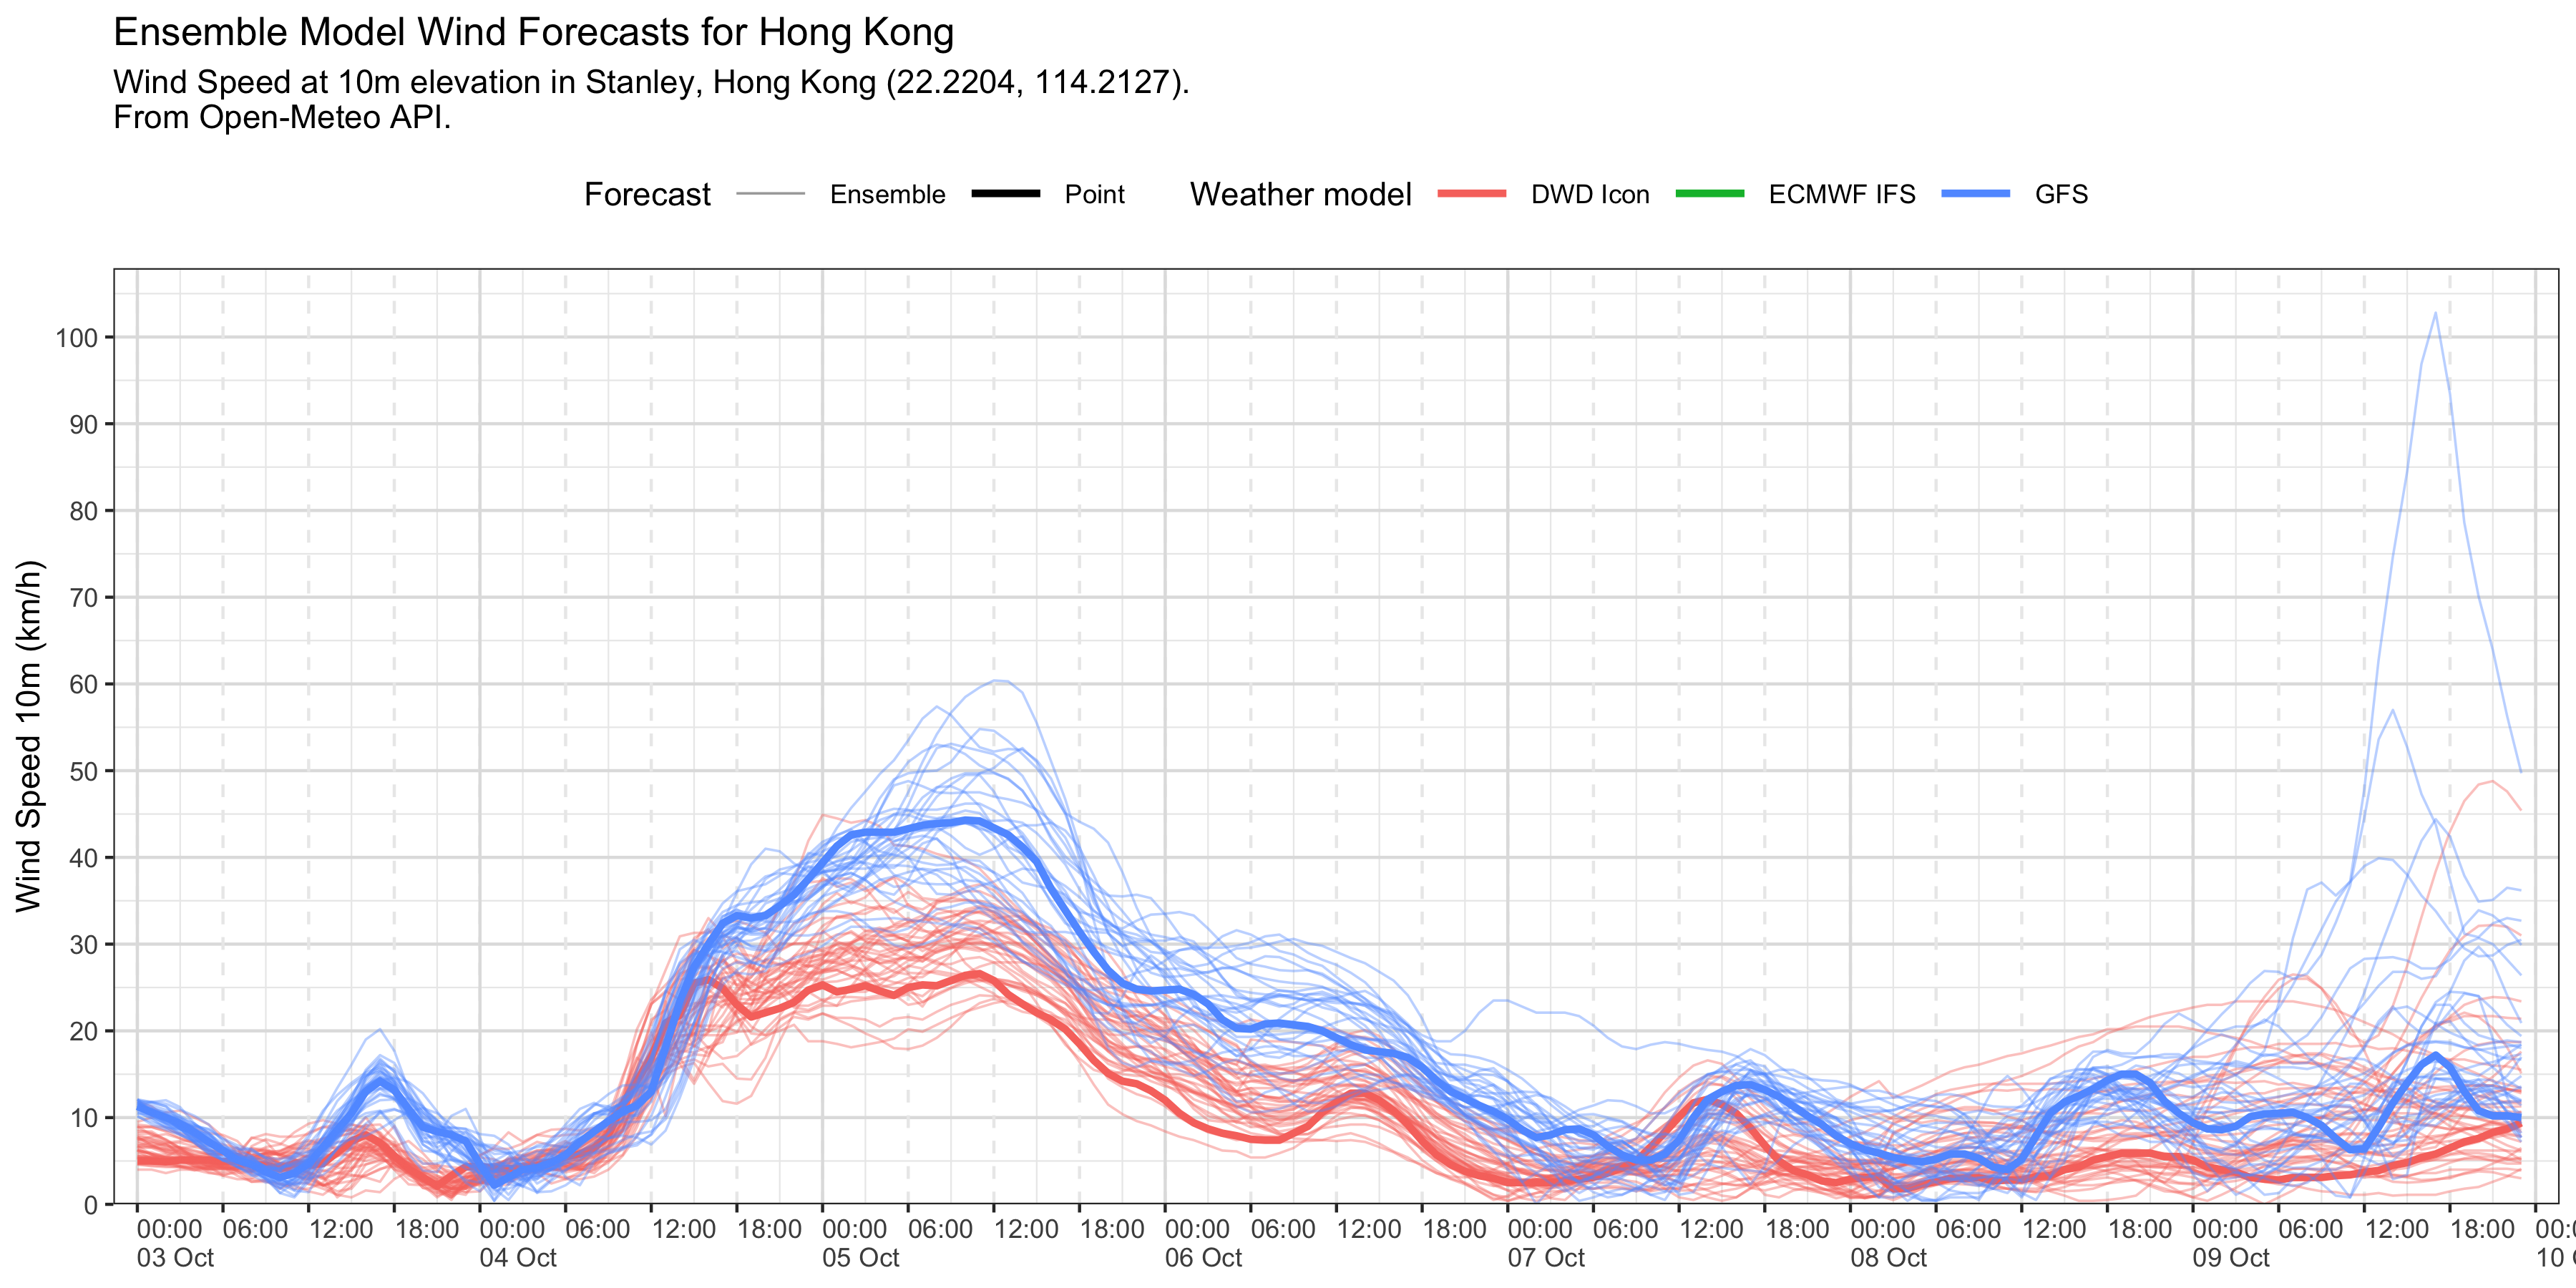 Ensemble Model Wind Forecasts for Hong Kong
Wind Speed at 10m elevation in Stanley, Hong Kong (22.2204, 114.2127).
From Open-Meteo API.
Forecast Ensemble Point Weather model DWD Icon ECMWF IFS GFS
Wind Speed 10m (km/h)
100
90
80
70
60
50
40
30
20
10
0
00:00 06:00 12:00 18:00 00:00 06:00 12:00 18:00 00:00 06:00 12:00 18:00 00:00 06:00 12:00 18:00 00:00 06:00 12:00 18:00 00:00 06:00 12:00 18:00 00:00 06:00 12:00 18:00
03 Oct 04 Oct 05 Oct 06 Oct 07 Oct 08 Oct 09 Oct 10